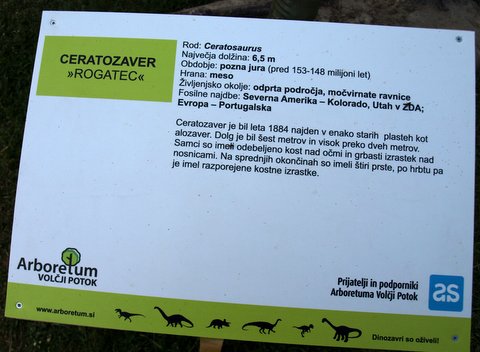 CERATOZAVER
»ROGATEC«
Rod: Ceratosaurus
Največja dolžina: 6,5 m
Obdobje: pozna jura (pred 153-148 milijoni let)
Hrana: meso
Življenjsko okolje: odprta področja, močvirnate ravnice
Fosilne najdbe: Severna Amerika – Kolorado, Utah v ZDA;
Evropa – Portugalska
Ceratozaver je bil leta 1884 najden v enako starih plasteh kot
alozaver. Dolg je bil šest metrov in visok preko dveh metrov.
Samci so imeli odebeljeno kost nad očmi in grbasti izrastek nad
nosnicami. Na sprednjih okončinah so imeli štiri prste, po hrbtu pa
je imel razporejene kostne izrastke.
Arboretum
VOLČJI POTOK
Prijatelji in podporniki
Arboretuma Volčji Potok
as
www.arboretum.si
Dinozavri so oživeli!